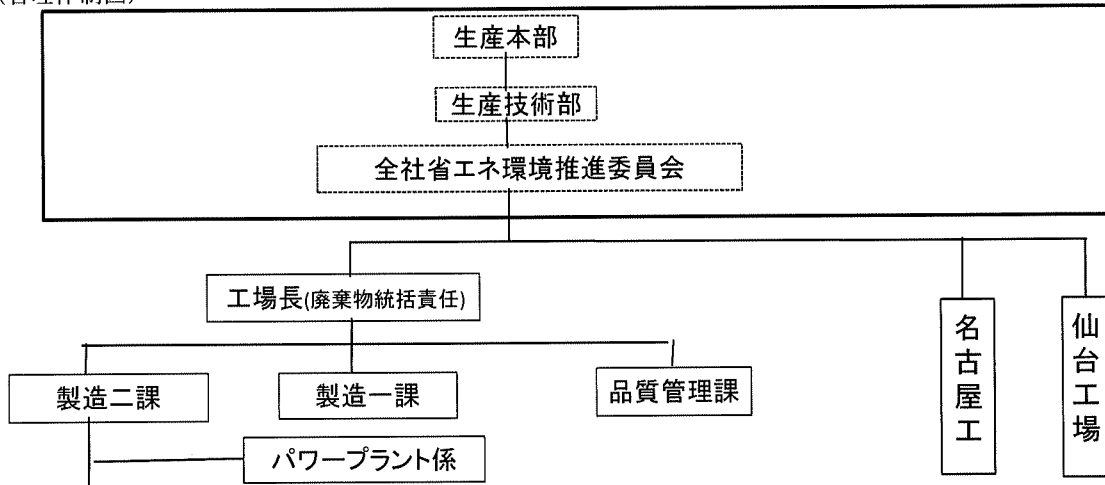 生産本部
生産技術部
全社省エネ環境推進委員会
工場長(廃棄物統括責任)
名古屋工
仙台工場
製造二課
製造一課
品質管理課
パワープラント係